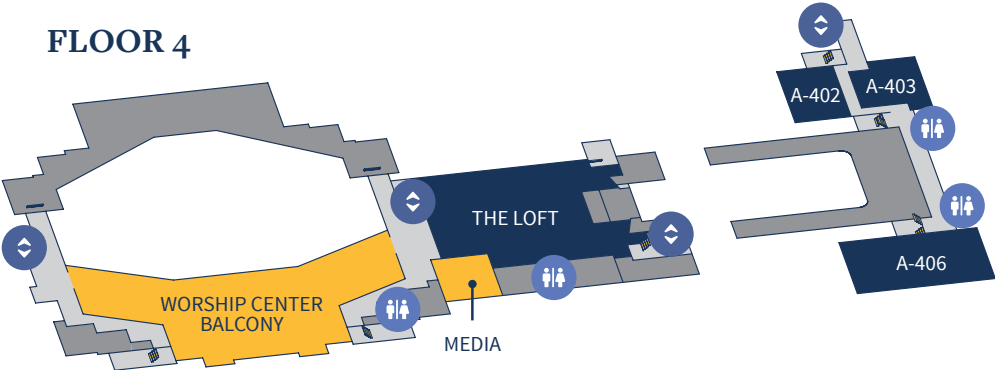 FLOOR 4
A-402
A-403
THE LOFT
A-406
WORSHIP CENTER
BALCONY
MEDIA